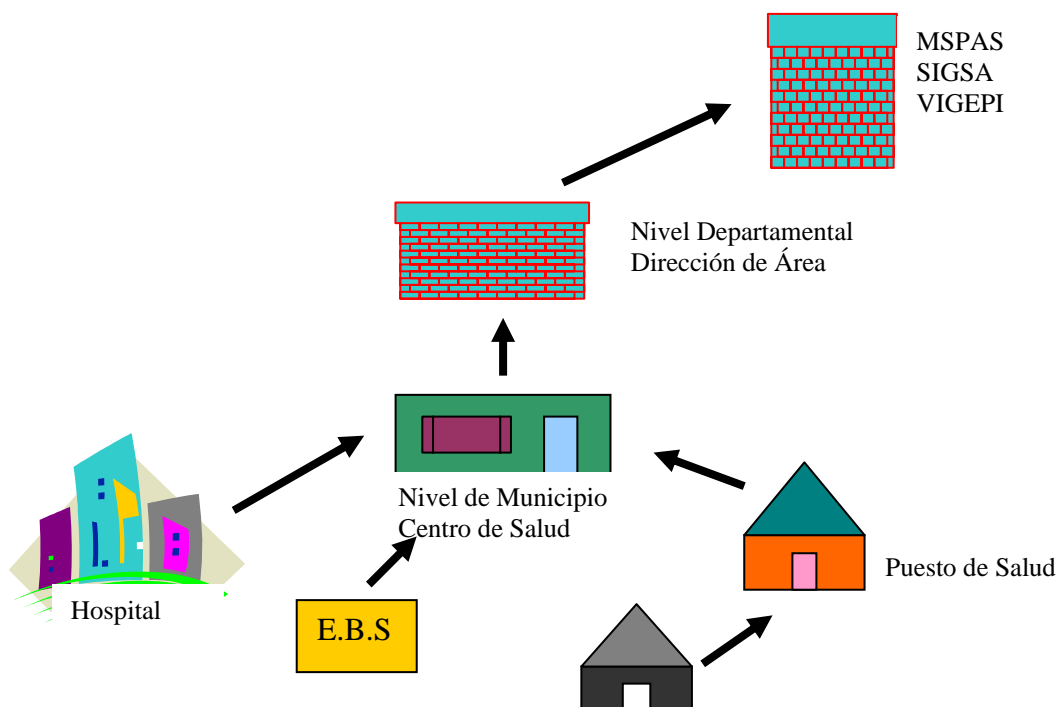 MSPAS
SIGSA
VIGEPI
Nivel Departamental
Dirección de Área
Nivel de Municipio
Centro de Salud
Puesto de Salud
Hospital
E.B.S